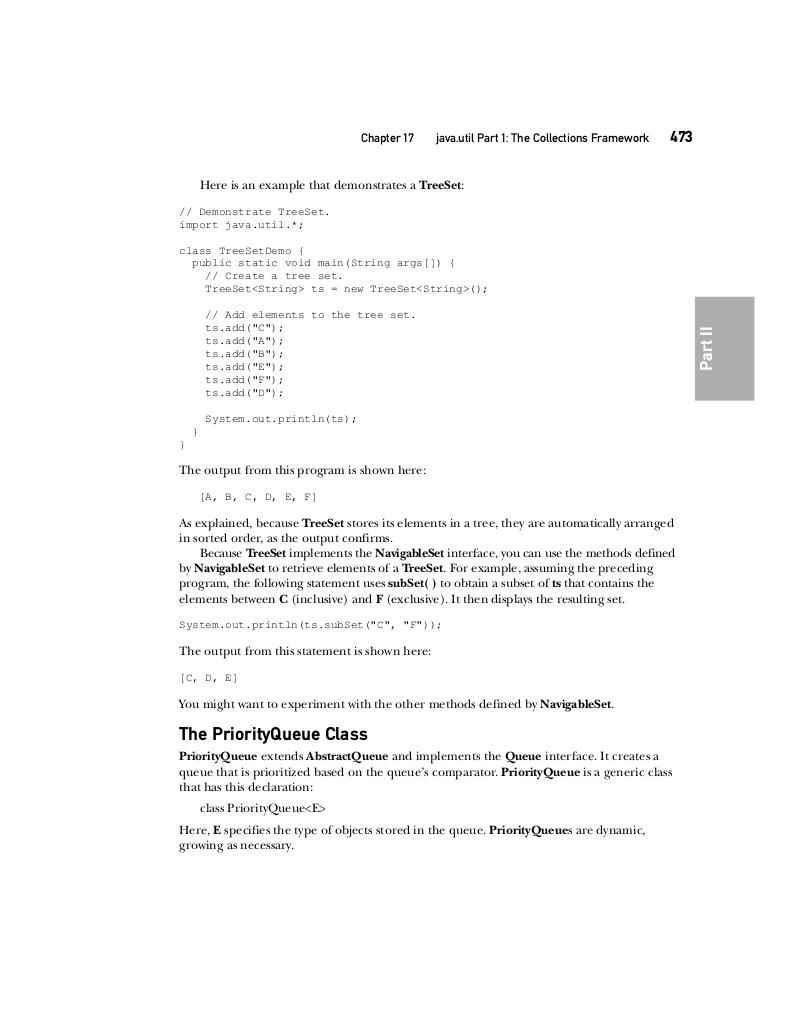 Chapter 17 java.util Part 1: The Collections Framework 473
Here is an example that demonstrates a TreeSet:
// Demonstrate TreeSet.
import java.util.*;
class TreeSetDemo {
public static void main(String args[]) {
// Create a tree set.
TreeSet<String> ts = new TreeSet<String>();
// Add elements to the tree set.
ts.add("C");
ts.add("A");
ts.add("B");
ts.add("E");
ts.add("F");
ts.add("D");
System.out.println(ts);
}
}
Part II
The output from this program is shown here:
[A, B, C, D, E, F]
As explained, because TreeSet stores its elements in a tree, they are automatically arranged
in sorted order, as the output confirms.
Because TreeSet implements the NavigableSet interface, you can use the methods defined
by NavigableSet to retrieve elements of a TreeSet. For example, assuming the preceding
program, the following statement uses subSet( ) to obtain a subset of ts that contains the
elements between C (inclusive) and F (exclusive). It then displays the resulting set.
System.out.println(ts.subSet("C", "F"));
The output from this statement is shown here:
[C, D, E]
You might want to experiment with the other methods defined by NavigableSet.
The PriorityQueue Class
PriorityQueue extends AbstractQueue and implements the Queue interface. It creates a
queue that is prioritized based on the queue's comparator. PriorityQueue is a generic class
that has this declaration:
class PriorityQueue<E>
Here, E specifies the type of objects stored in the queue. PriorityQueues are dynamic,
growing as necessary.